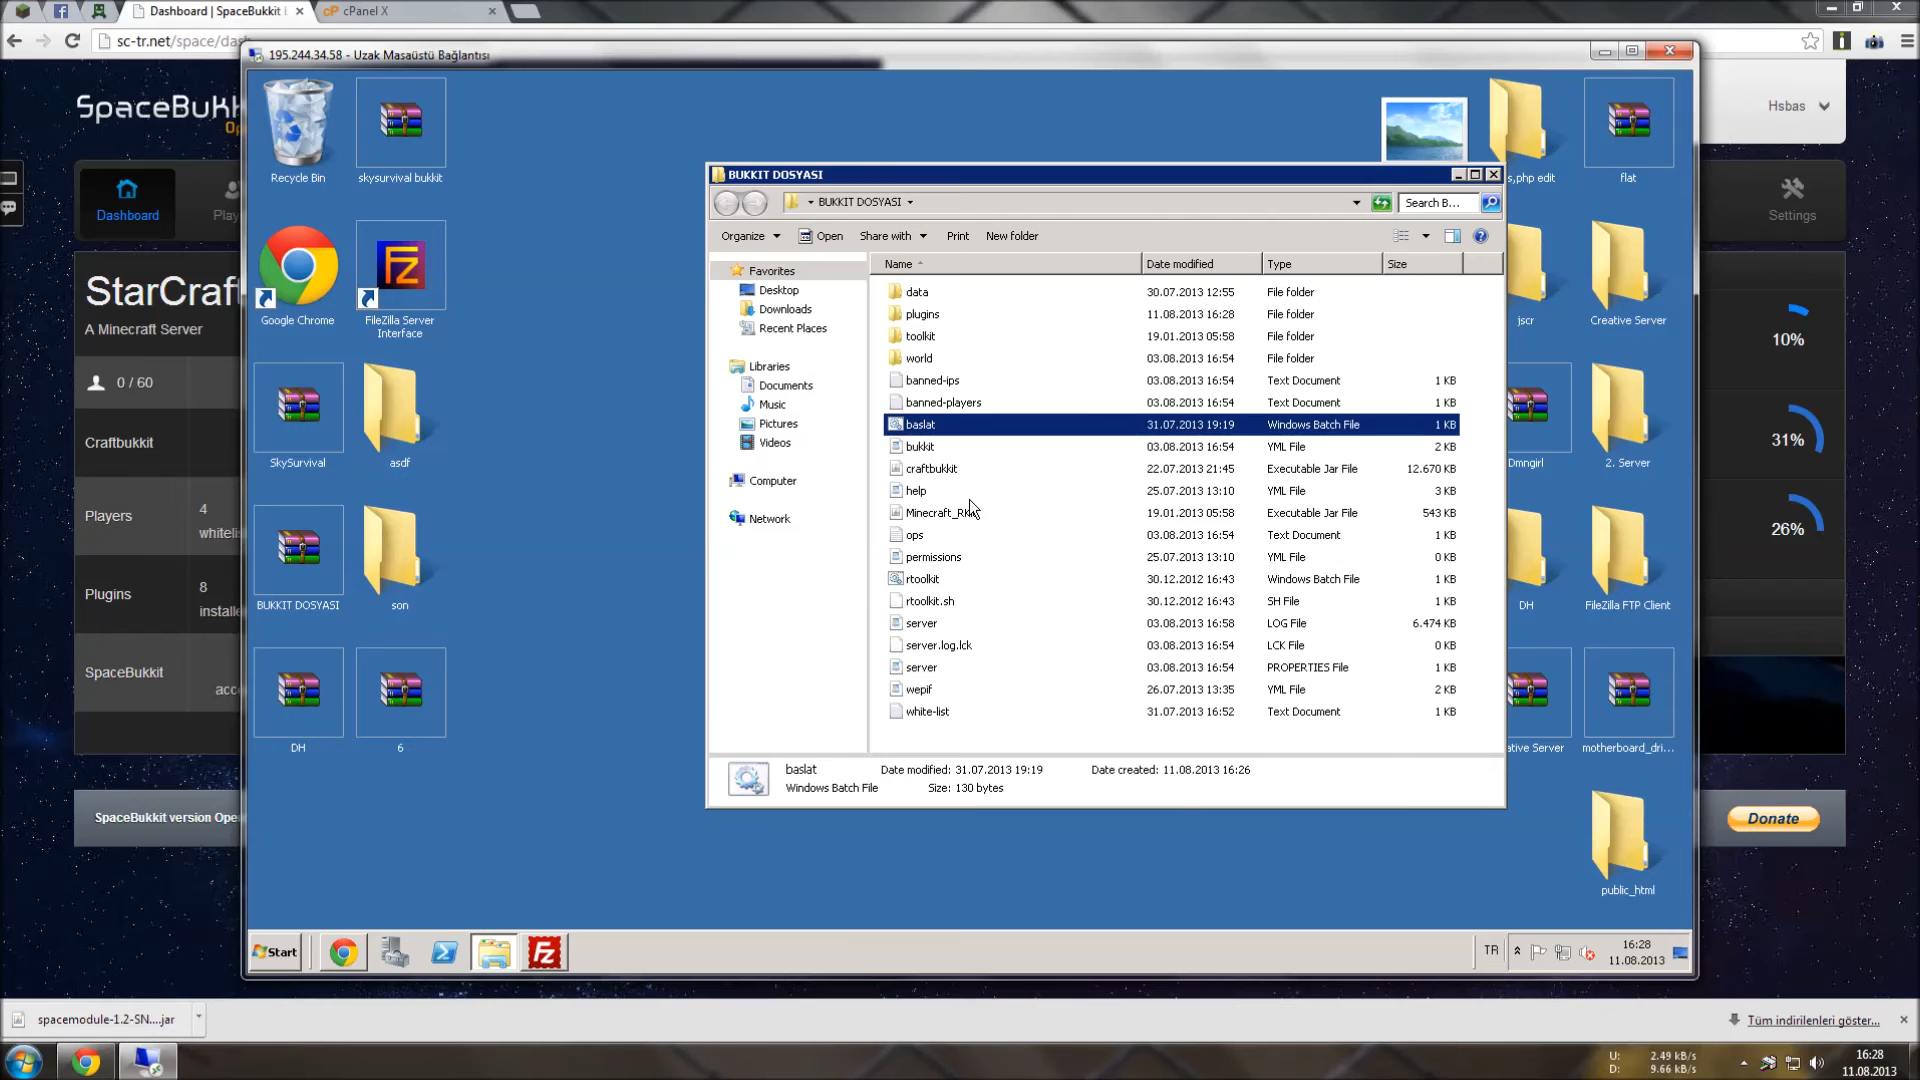 Dashboard | SpaceBukkit
cPanel X
sc-tr.net/space/das
195.244.34.58 - Uzak Masaüstü Bağlantısı
SpaceBukk
Hsbas
Dashboard
Play
Settings
StarCraft
A Minecraft Server
0 / 60
Craftbukkit
Players
4
whitelis
Plugins
8
installe
SpaceBukkit
acce
10%
31%
26%
SpaceBukkit version Ope
Donate
Recycle Bin
skysurvival bukkit
Google Chrome
FileZilla Server
Interface
SkySurvival
asdf
BUKKIT DOSYASI
son
DH
6
s,php edit
flat
jscr
Creative Server
Dmngirl
2. Server
DH
FileZilla FTP Client
ative Server
motherboard_dri...
public_html
BUKKIT DOSYASI
BUKKIT DOSYASI
Search B...
Organize
Open
Share with
Print
New folder
Favorites
Desktop
Downloads
Recent Places
Libraries
Documents
Music
Pictures
Videos
Computer
Network
Name Date modified Type Size
data 30.07.2013 12:55 File folder
plugins 11.08.2013 16:28 File folder
toolkit 19.01.2013 05:58 File folder
world 03.08.2013 16:54 File folder
banned-ips 03.08.2013 16:54 Text Document 1 KB
banned-players 03.08.2013 16:54 Text Document 1 KB
baslat 31.07.2013 19:19 Windows Batch File 1 KB
bukkit 03.08.2013 16:54 YML File 2 KB
craftbukkit 22.07.2013 21:45 Executable Jar File 12.670 KB
help 25.07.2013 13:10 YML File 3 KB
Minecraft_RK 19.01.2013 05:58 Executable Jar File 543 KB
ops 03.08.2013 16:54 Text Document 1 KB
permissions 25.07.2013 13:10 YML File 0 KB
rtoolkit 30.12.2012 16:43 Windows Batch File 1 KB
rtoolkit.sh 30.12.2012 16:43 SH File 1 KB
server 03.08.2013 16:58 LOG File 6.474 KB
server.log.lck 03.08.2013 16:54 LCK File 0 KB
server 03.08.2013 16:54 PROPERTIES File 1 KB
wepif 26.07.2013 13:35 YML File 2 KB
white-list 31.07.2013 16:52 Text Document 1 KB
baslat Date modified: 31.07.2013 19:19 Date created: 11.08.2013 16:26
Windows Batch File Size: 130 bytes
Start
TR
16:28
11.08.2013
spacemodule-1.2-SN....jar
Tüm indirilenleri göster...
U: 2.49 kB/s
D: 9.66 kB/s
16:28
11.08.2013